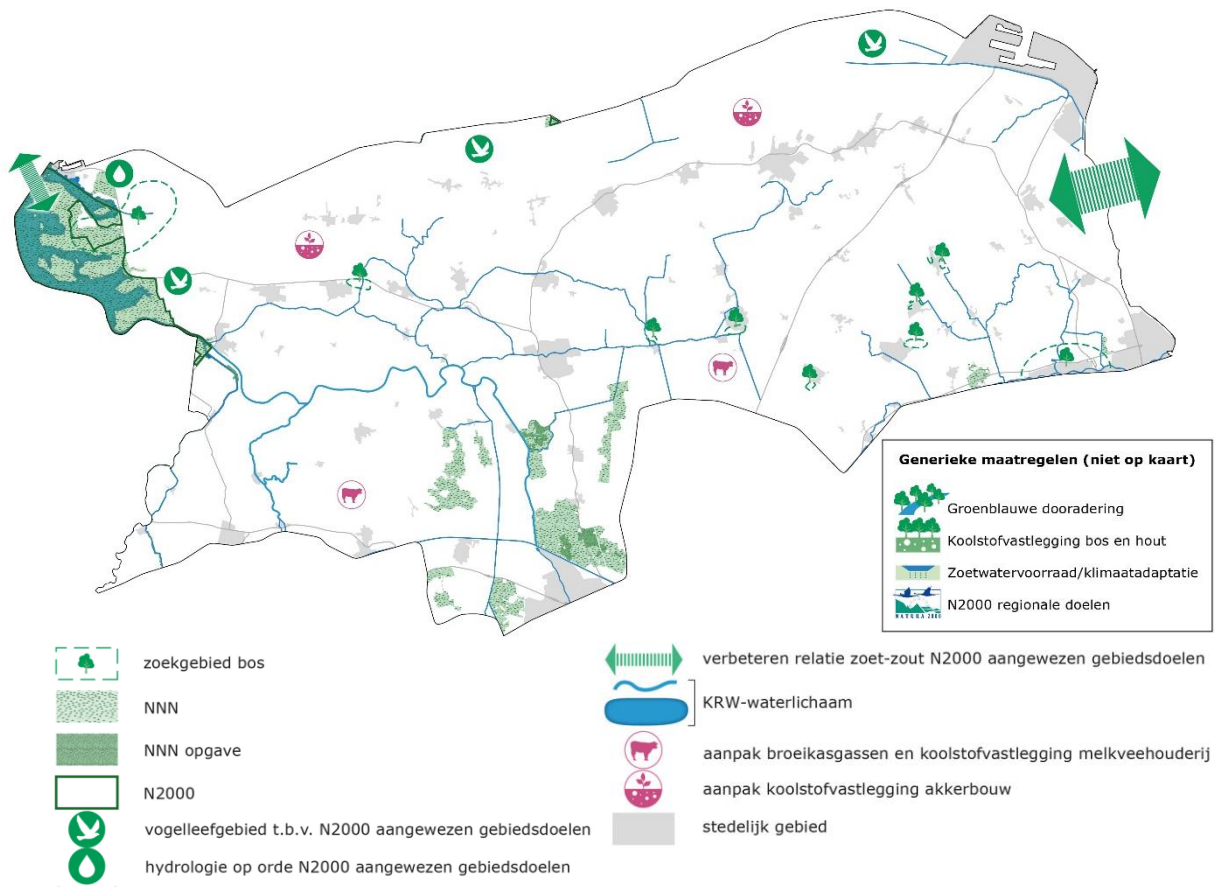 Generieke maatregelen (niet op kaart)
Groenblauwe dooradering
Koolstofvastlegging bos en hout
Zoetwatervoorraad/klimaatadaptatie
N2000 regionale doelen
NATURA 2000
zoekgebied bos
NNN
NNN opgave
N2000
vogelleefgebied t.b.v. N2000 aangewezen gebiedsdoelen
hydrologie op orde N2000 aangewezen gebiedsdoelen
verbeteren relatie zoet-zout N2000 aangewezen gebiedsdoelen
KRW-waterlichaam
aanpak broeikasgassen en koolstofvastlegging melkveehouderij
aanpak koolstofvastlegging akkerbouw
stedelijk gebied